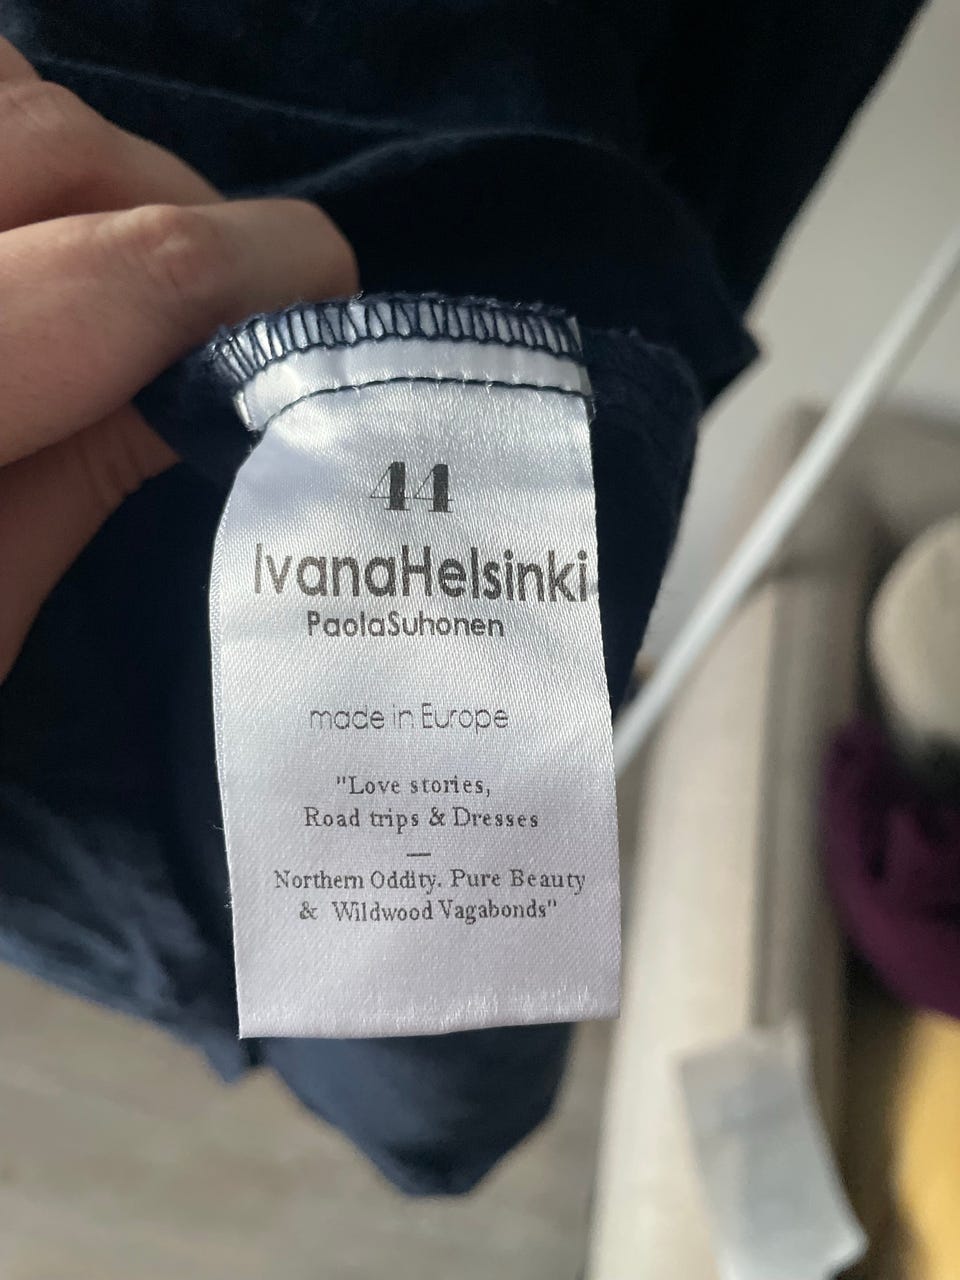 44
IvanaHelsinki
PaolaSuhonen
made in Europe
"Love stories,
Road trips & Dresses
—
Northern Oddity. Pure Beauty
& Wildwood Vagabonds"